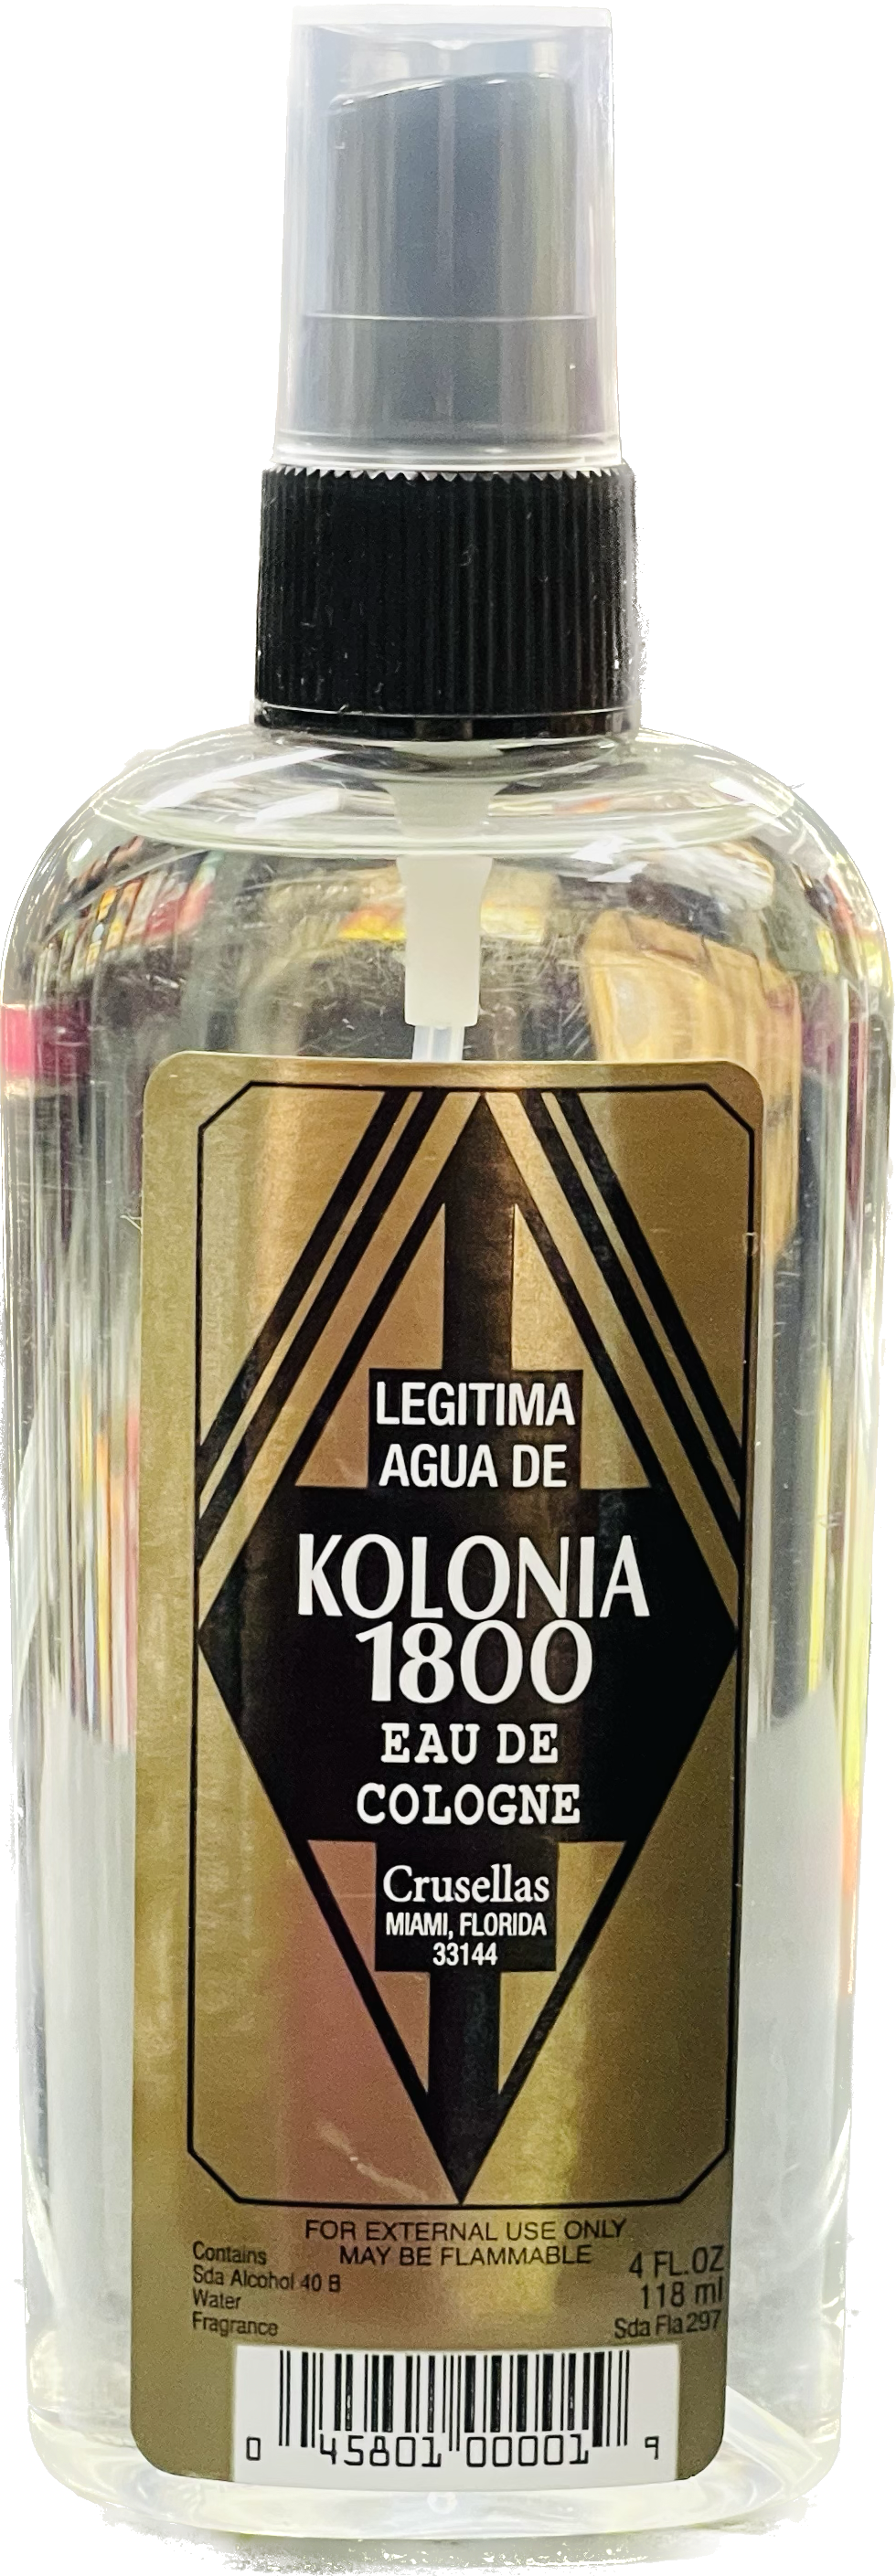 LEGITIMA
AGUA DE
KOLONIA
1800
EAU DE
COLOGNE
Crusellas
MIAMI, FLORIDA
33144
FOR EXTERNAL USE ONLY
MAY BE FLAMMABLE
Contains
Sda Alcohol 40 B
Water
Fragrance
4 FL.OZ
118 ml
Sda Fla 297
0 45801 00001 9